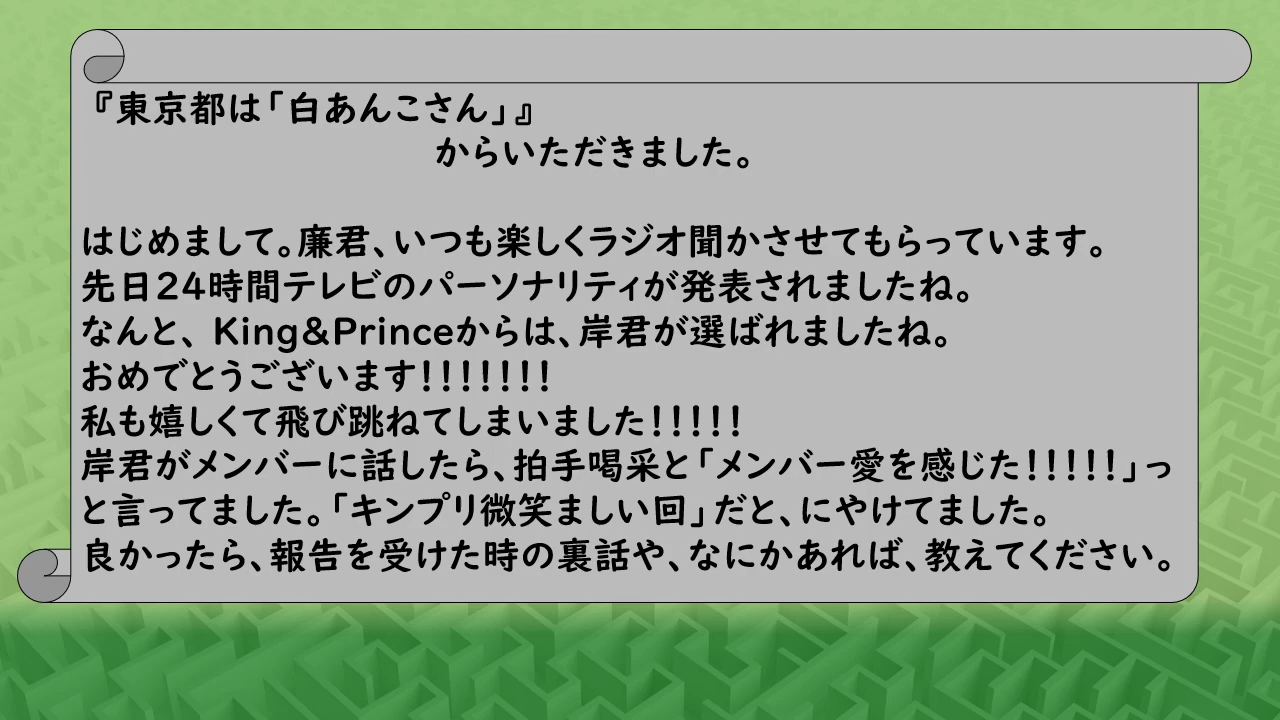 『東京都は「白あんこさん」』
からいただきました。
はじめまして。廉君、いつも楽しくラジオ聞かさせてもらっています。
先日24時間テレビのパーソナリティが発表されましたね。
なんと、King&Princeからは、岸君が選ばれましたね。
おめでとうございます!!!!!!!
私も嬉しくて飛び跳ねてしまいました!!!!!
岸君がメンバーに話したら、拍手喝采と「メンバー愛を感じた!!!!!」っ
と言ってました。「キンプリ微笑ましい回」だと、にやけてました。
良かったら、報告を受けた時の裏話や、なにかあれば、教えてください。